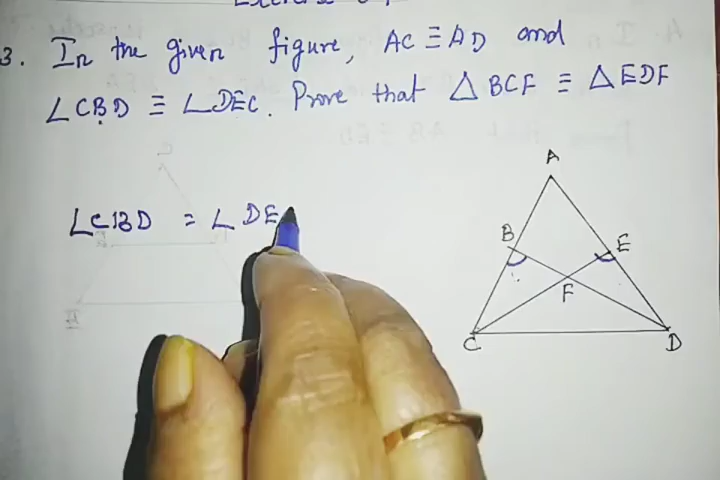 3. In the given figure, AC ≡ AD and
∠CBD ≡ ∠DEC. Prove that △BCF ≡ △EDF
∠CBD = ∠DE
A
B
E
F
C
D